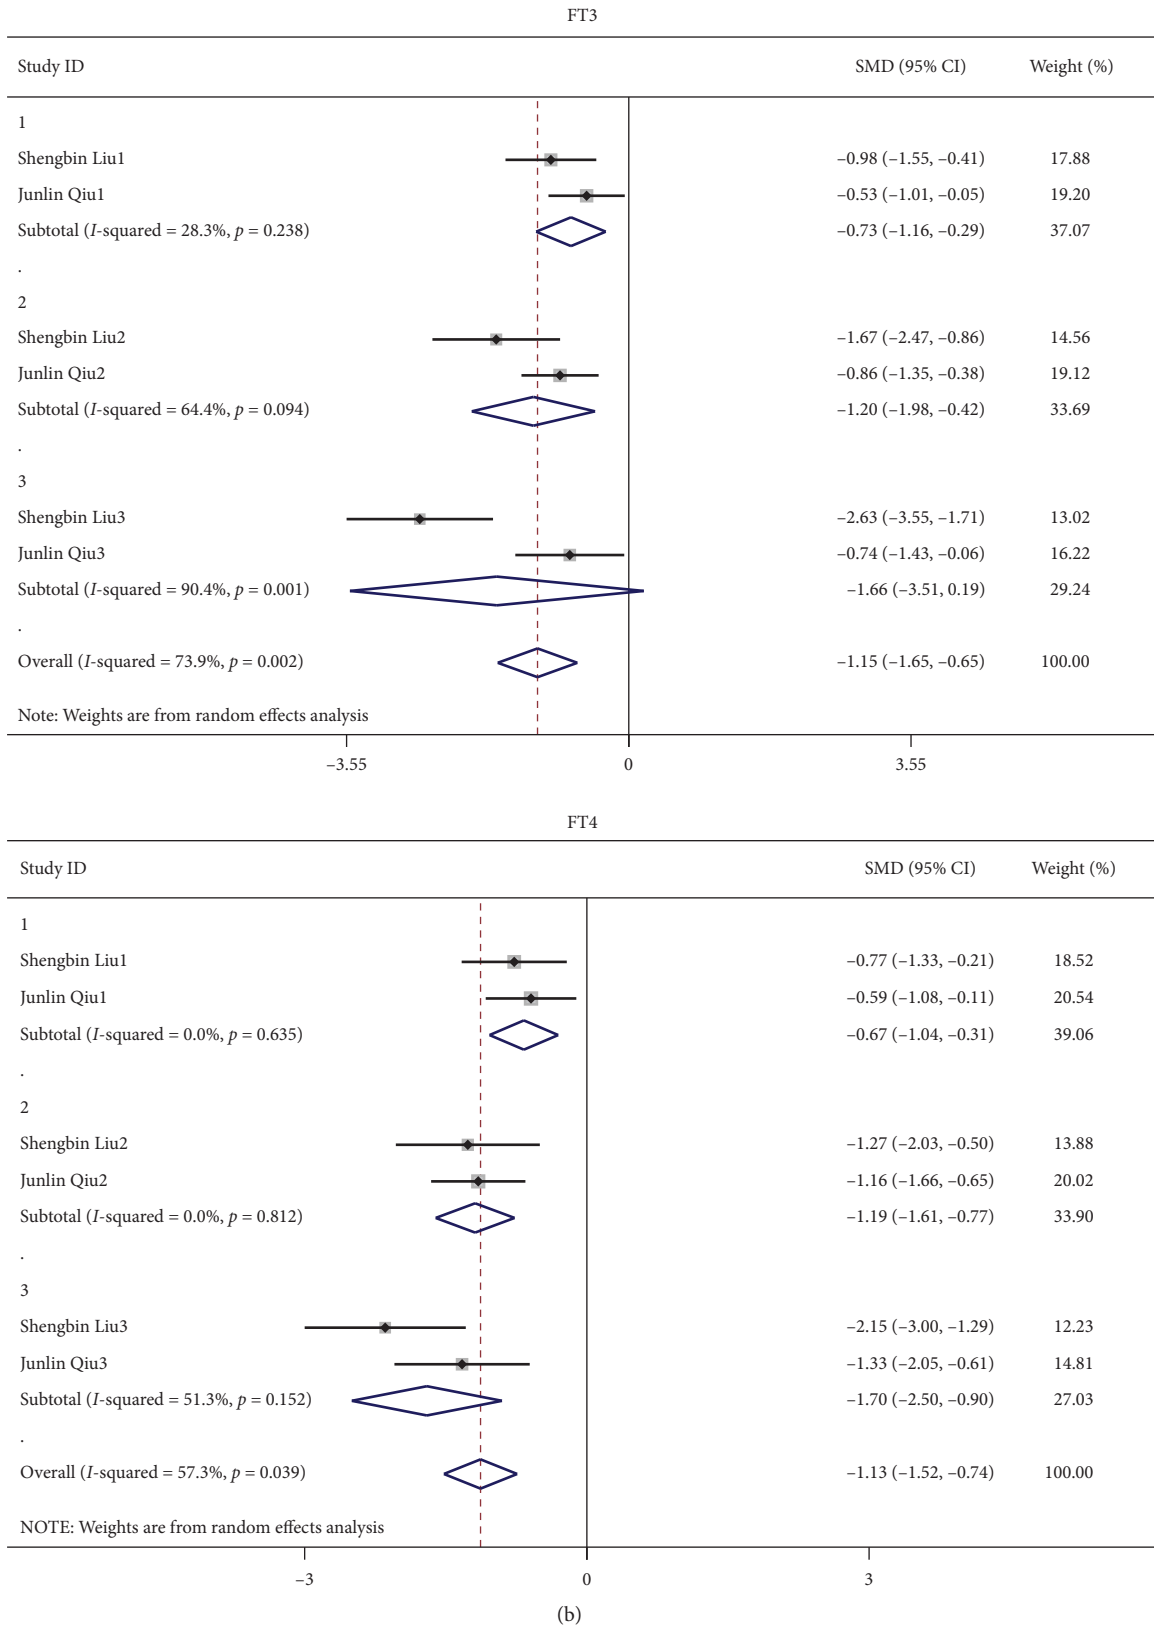 FT3
Study ID SMD (95% CI) Weight (%)
1
Shengbin Liu1 –0.98 (–1.55, –0.41) 17.88
Junlin Qiu1 –0.53 (–1.01, –0.05) 19.20
Subtotal (I-squared = 28.3%, p = 0.238) –0.73 (–1.16, –0.29) 37.07
.
2
Shengbin Liu2 –1.67 (–2.47, –0.86) 14.56
Junlin Qiu2 –0.86 (–1.35, –0.38) 19.12
Subtotal (I-squared = 64.4%, p = 0.094) –1.20 (–1.98, –0.42) 33.69
.
3
Shengbin Liu3 –2.63 (–3.55, –1.71) 13.02
Junlin Qiu3 –0.74 (–1.43, –0.06) 16.22
Subtotal (I-squared = 90.4%, p = 0.001) –1.66 (–3.51, 0.19) 29.24
.
Overall (I-squared = 73.9%, p = 0.002) –1.15 (–1.65, –0.65) 100.00
Note: Weights are from random effects analysis
–3.55 0 3.55
FT4
Study ID SMD (95% CI) Weight (%)
1
Shengbin Liu1 –0.77 (–1.33, –0.21) 18.52
Junlin Qiu1 –0.59 (–1.08, –0.11) 20.54
Subtotal (I-squared = 0.0%, p = 0.635) –0.67 (–1.04, –0.31) 39.06
.
2
Shengbin Liu2 –1.27 (–2.03, –0.50) 13.88
Junlin Qiu2 –1.16 (–1.66, –0.65) 20.02
Subtotal (I-squared = 0.0%, p = 0.812) –1.19 (–1.61, –0.77) 33.90
.
3
Shengbin Liu3 –2.15 (–3.00, –1.29) 12.23
Junlin Qiu3 –1.33 (–2.05, –0.61) 14.81
Subtotal (I-squared = 51.3%, p = 0.152) –1.70 (–2.50, –0.90) 27.03
.
Overall (I-squared = 57.3%, p = 0.039) –1.13 (–1.52, –0.74) 100.00
NOTE: Weights are from random effects analysis
–3 0 3
(b)